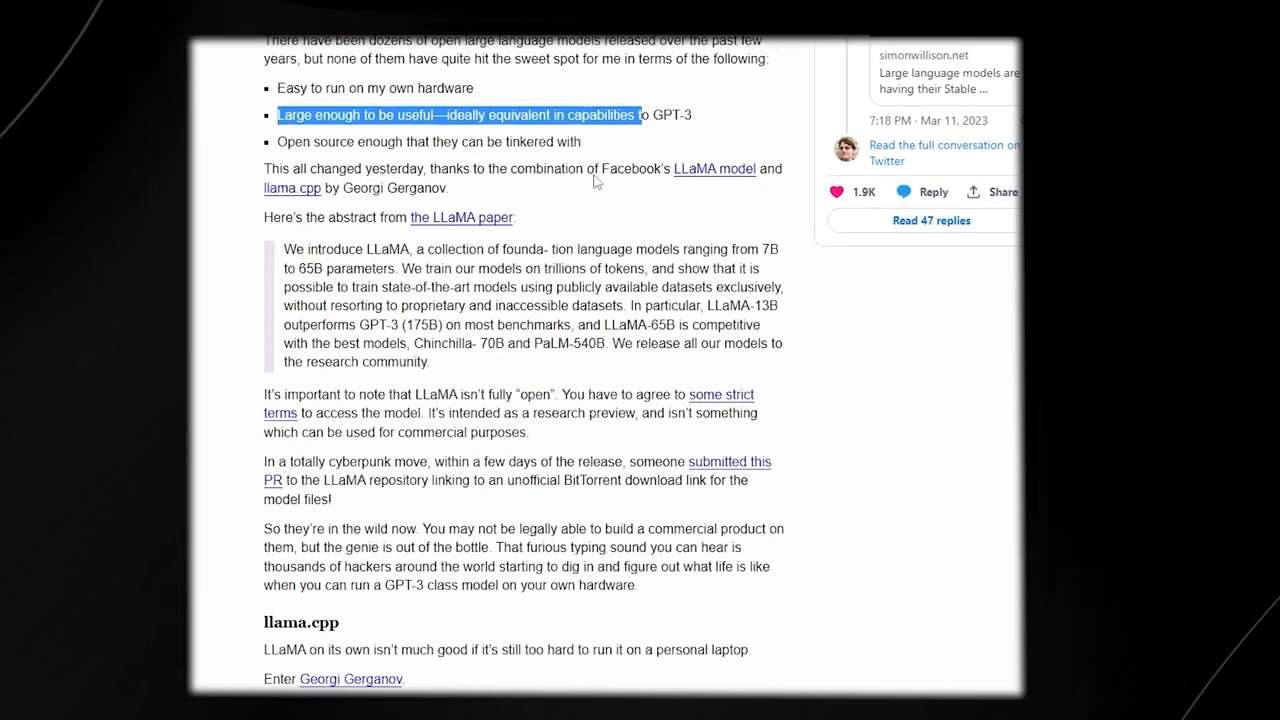 There have been dozens of open large language models released over the past few
years, but none of them have quite hit the sweet spot for me in terms of the following:
Easy to run on my own hardware
Large enough to be useful—ideally equivalent in capabilities to GPT-3
Open source enough that they can be tinkered with
This all changed yesterday, thanks to the combination of Facebook's LLaMA model and
llama.cpp by Georgi Gerganov.
Here's the abstract from the LLaMA paper:
We introduce LLaMA, a collection of founda- tion language models ranging from 7B
to 65B parameters. We train our models on trillions of tokens, and show that it is
possible to train state-of-the-art models using publicly available datasets exclusively,
without resorting to proprietary and inaccessible datasets. In particular, LLaMA-13B
outperforms GPT-3 (175B) on most benchmarks, and LLaMA-65B is competitive
with the best models, Chinchilla- 70B and PaLM-540B. We release all our models to
the research community.
It's important to note that LLaMA isn't fully “open”. You have to agree to some strict
terms to access the model. It's intended as a research preview, and isn't something
which can be used for commercial purposes.
In a totally cyberpunk move, within a few days of the release, someone submitted this
PR to the LLaMA repository linking to an unofficial BitTorrent download link for the
model files!
So they're in the wild now. You may not be legally able to build a commercial product on
them, but the genie is out of the bottle. That furious typing sound you can hear is
thousands of hackers around the world starting to dig in and figure out what life is like
when you can run a GPT-3 class model on your own hardware.
llama.cpp
LLaMA on its own isn't much good if it's still too hard to run it on a personal laptop.
Enter Georgi Gerganov.
simonwillison.net
Large language models are
having their Stable ...
7:18 PM · Mar 11, 2023
Read the full conversation on
Twitter
1.9K Reply Share
Read 47 replies